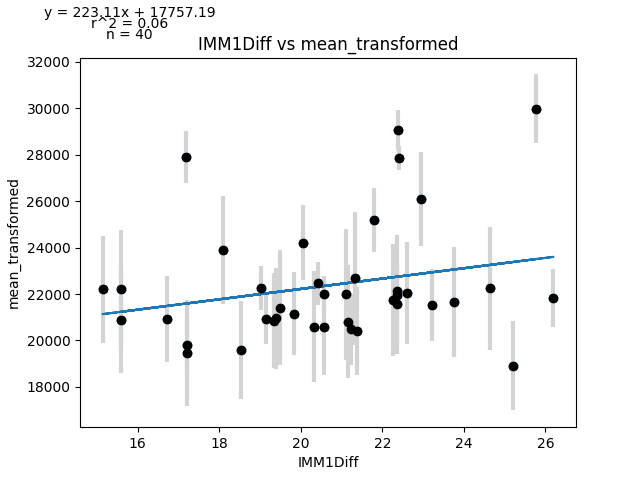 y = 223.11x + 17757.19
r^2 = 0.06
n = 40
IMM1Diff vs mean_transformed
32000
30000
28000
26000
24000
22000
20000
18000
mean_transformed
16
18
20
22
24
26
IMM1Diff